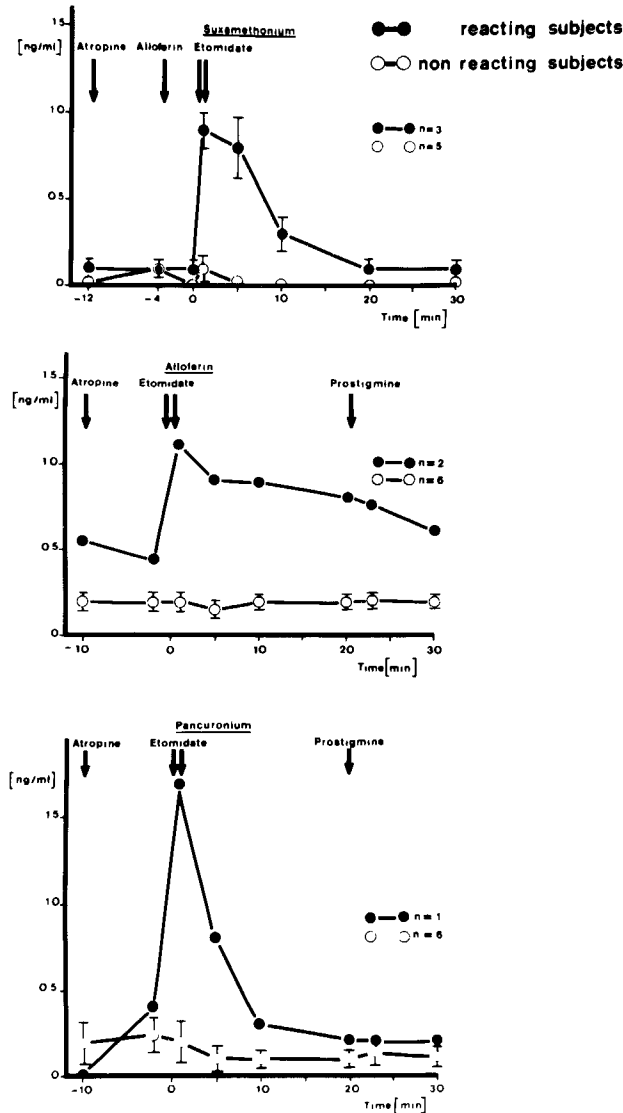 Suxamethonium
reacting subjects
non reacting subjects
[ng/ml]
15
Atropine Alloferin Etomidate
10
n=3
n=5
05
0
-12 -4 0 10 20 30
Time [min]
Alloferin
15
[ng/ml]
Atropine Etomidate Prostigmine
10
n=2
n=6
05
0
-10 0 10 20 30
Time[min]
Pancuronium
Atropine Etomidate Prostigmine
[ng/ml]
15
10
n=1
n=6
05
0
-10 0 10 20 30
Time [min]